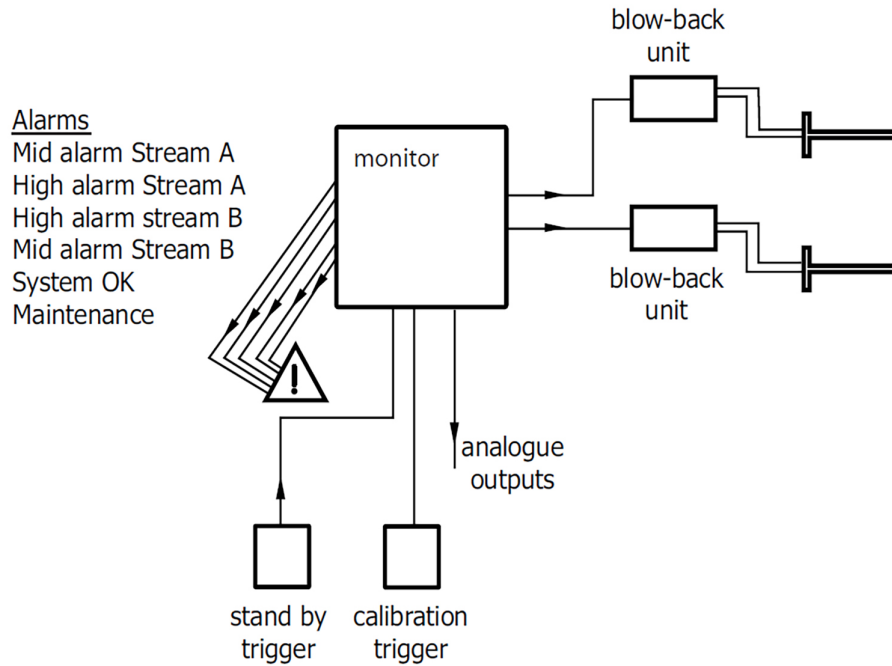 blow-back
unit
Alarms
Mid alarm Stream A
High alarm Stream A
High alarm stream B
Mid alarm Stream B
System OK
Maintenance
monitor
blow-back
unit
!
analogue
outputs
stand by
trigger
calibration
trigger